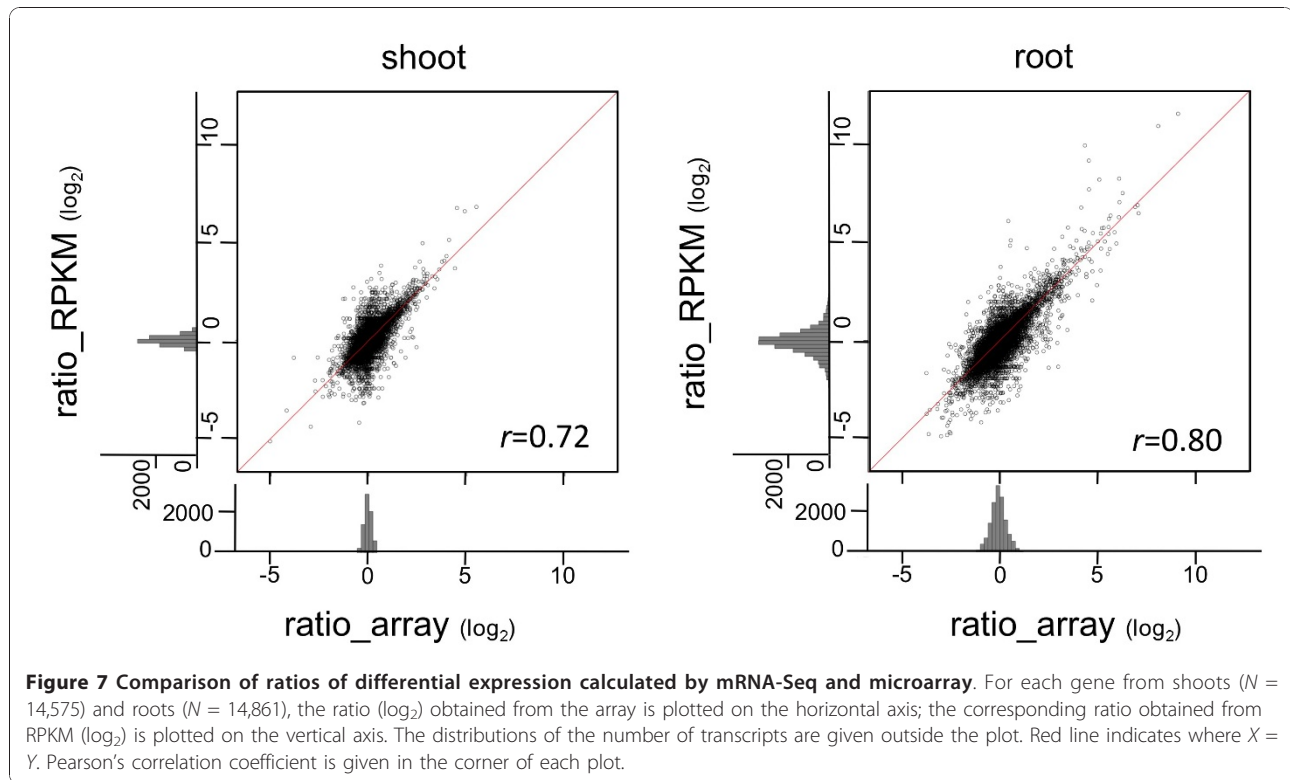 shoot
root
ratio_RPKM (log2)
10
5
0
-5
2000
0
r=0.72
2000
0
-5 0 5 10
ratio_array (log2)
ratio_RPKM (log2)
10
5
0
-5
2000
0
r=0.80
2000
0
-5 0 5 10
ratio_array (log2)
Figure 7 Comparison of ratios of differential expression calculated by mRNA-Seq and microarray. For each gene from shoots (N =
14,575) and roots (N = 14,861), the ratio (log2) obtained from the array is plotted on the horizontal axis; the corresponding ratio obtained from
RPKM (log2) is plotted on the vertical axis. The distributions of the number of transcripts are given outside the plot. Red line indicates where X =
Y. Pearson's correlation coefficient is given in the corner of each plot.